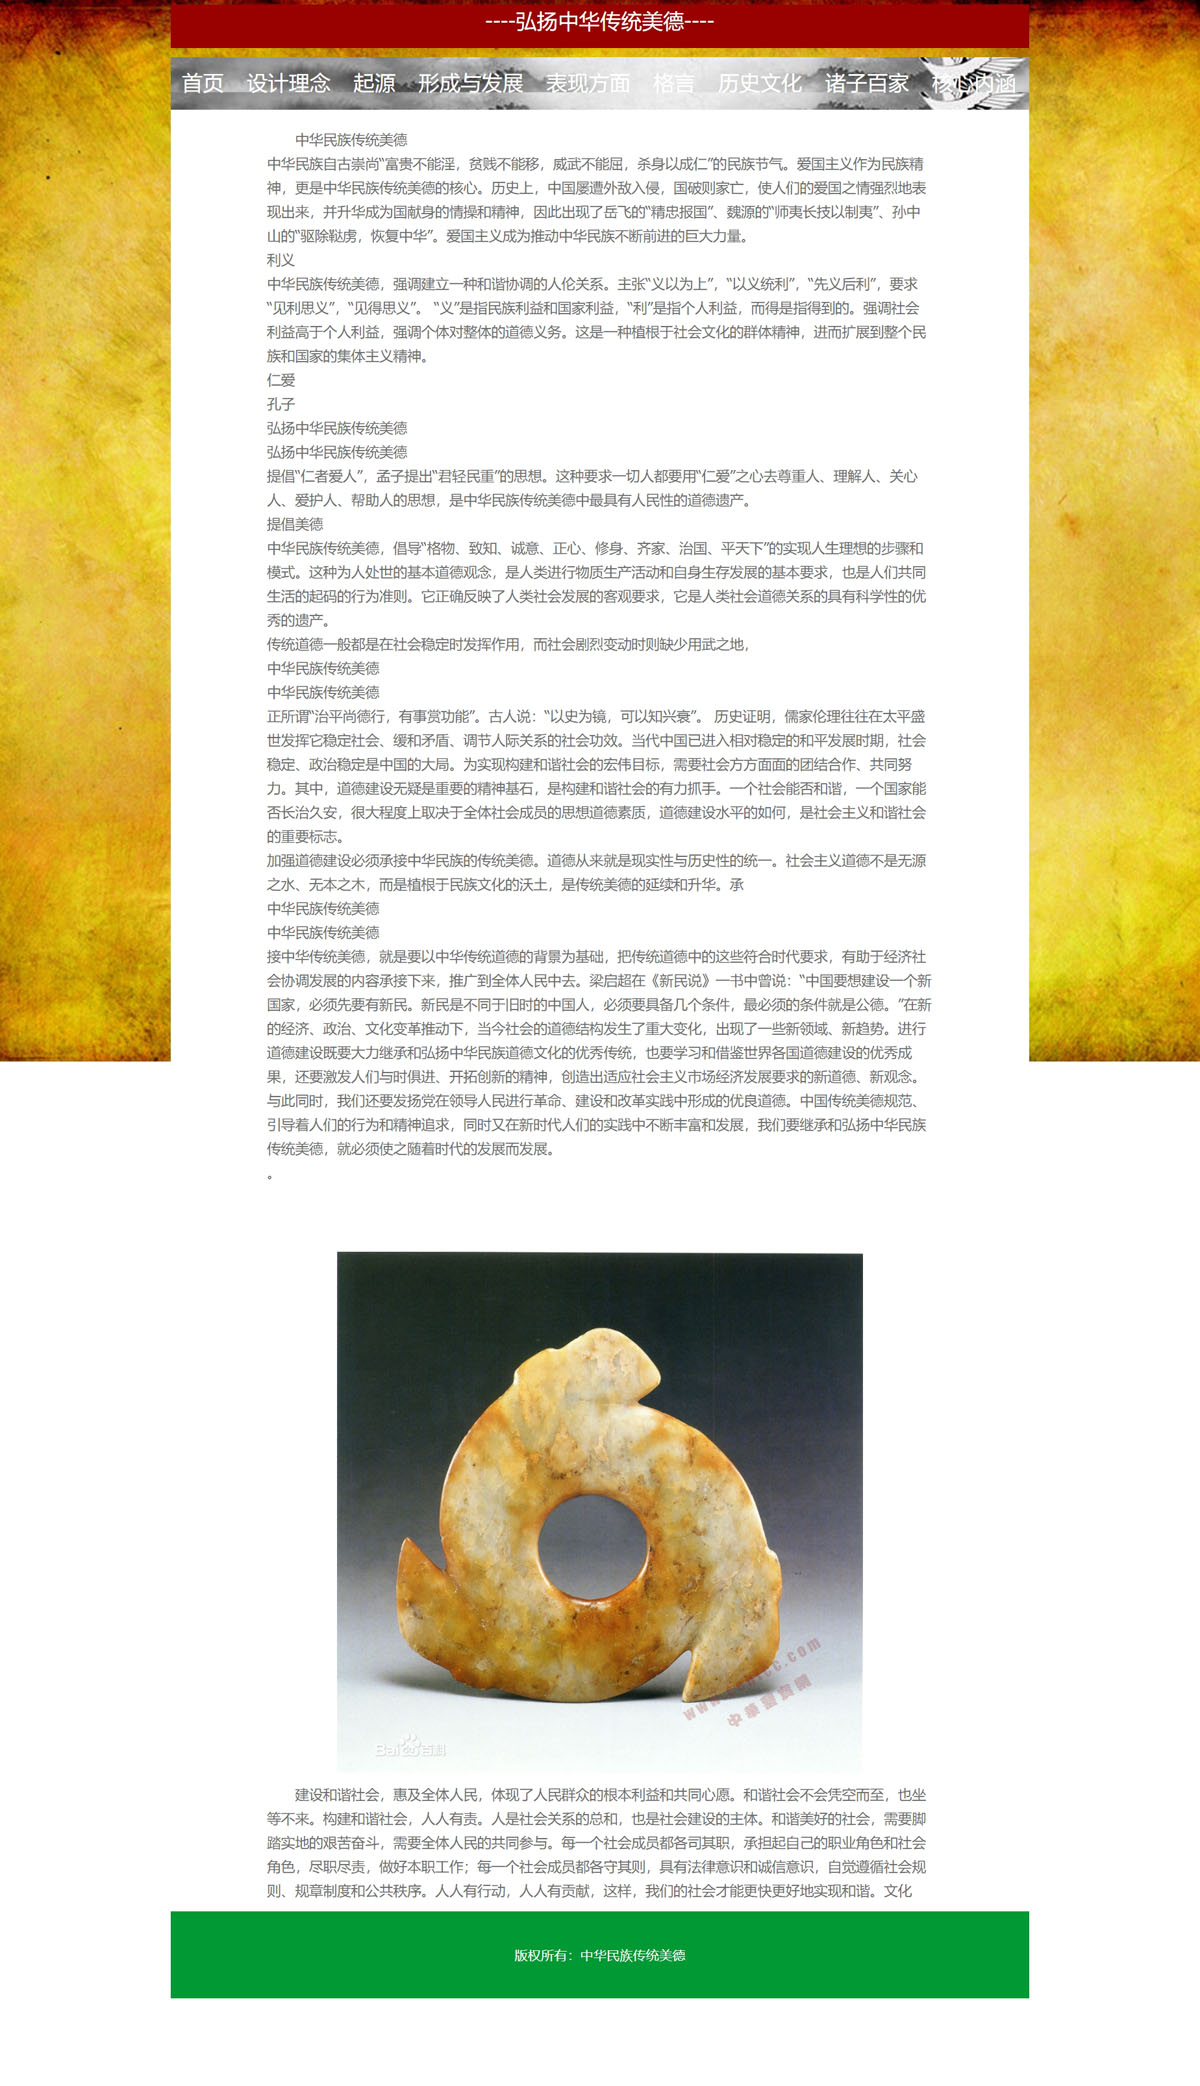 ----弘扬中华传统美德----
首页 设计理念 起源 形成与发展 表现方面 格言 历史文化 诸子百家 核心内涵
中华民族传统美德
中华民族自古崇尚“富贵不能淫，贫贱不能移，威武不能屈，杀身以成仁”的民族节气。爱国主义作为民族精
神，更是中华民族传统美德的核心。历史上，中国屡遭外敌入侵，国破则家亡，使人们的爱国之情强烈地表
现出来，并升华成为国献身的情操和精神，因此出现了岳飞的“精忠报国”、魏源的“师夷长技以制夷”、孙中
山的“驱除鞑虏，恢复中华”。爱国主义成为推动中华民族不断前进的巨大力量。
利义
中华民族传统美德，强调建立一种和谐协调的人伦关系。主张“义以为上”，“以义统利”，“先义后利”，要求
“见利思义”，“见得思义”。 “义”是指民族利益和国家利益，“利”是指个人利益，而得是指得到的。强调社会
利益高于个人利益，强调个体对整体的道德义务。这是一种植根于社会文化的群体精神，进而扩展到整个民
族和国家的集体主义精神。
仁爱
孔子
弘扬中华民族传统美德
弘扬中华民族传统美德
提倡“仁者爱人”，孟子提出“君轻民重”的思想。这种要求一切人都要用“仁爱”之心去尊重人、理解人、关心
人、爱护人、帮助人的思想，是中华民族传统美德中最具有人民性的道德遗产。
提倡美德
中华民族传统美德，倡导“格物、致知、诚意、正心、修身、齐家、治国、平天下”的实现人生理想的步骤和
模式。这种为人处世的基本道德观念，是人类进行物质生产活动和自身生存发展的基本要求，也是人们共同
生活的起码的行为准则。它正确反映了人类社会发展的客观要求，它是人类社会道德关系的具有科学性的优
秀的遗产。
传统道德一般都是在社会稳定时发挥作用，而社会剧烈变动时则缺少用武之地，
中华民族传统美德
中华民族传统美德
正所谓“治平尚德行，有事赏功能”。古人说：“以史为镜，可以知兴衰”。 历史证明，儒家伦理往往在太平盛
世发挥它稳定社会、缓和矛盾、调节人际关系的社会功效。当代中国已进入相对稳定的和平发展时期，社会
稳定、政治稳定是中国的大局。为实现构建和谐社会的宏伟目标，需要社会方方面面的团结合作、共同努
力。其中，道德建设无疑是重要的精神基石，是构建和谐社会的有力抓手。一个社会能否和谐，一个国家能
否长治久安，很大程度上取决于全体社会成员的思想道德素质，道德建设水平的如何，是社会主义和谐社会
的重要标志。
加强道德建设必须承接中华民族的传统美德。道德从来就是现实性与历史性的统一。社会主义道德不是无源
之水、无本之木，而是植根于民族文化的沃土，是传统美德的延续和升华。承
中华民族传统美德
中华民族传统美德
接中华传统美德，就是要以中华传统道德的背景为基础，把传统道德中的这些符合时代要求，有助于经济社
会协调发展的内容承接下来，推广到全体人民中去。梁启超在《新民说》一书中曾说：“中国要想建设一个新
国家，必须先要有新民。新民是不同于旧时的中国人，必须要具备几个条件，最必须的条件就是公德。”在新
的经济、政治、文化变革推动下，当今社会的道德结构发生了重大变化，出现了一些新领域、新趋势。进行
道德建设既要大力继承和弘扬中华民族道德文化的优秀传统，也要学习和借鉴世界各国道德建设的优秀成
果，还要激发人们与时俱进、开拓创新的精神，创造出适应社会主义市场经济发展要求的新道德、新观念。
与此同时，我们还要发扬党在领导人民进行革命、建设和改革实践中形成的优良道德。中国传统美德规范、
引导着人们的行为和精神追求，同时又在新时代人们的实践中不断丰富和发展，我们要继承和弘扬中华民族
传统美德，就必须使之随着时代的发展而发展。
。
Bai百科
建设和谐社会，惠及全体人民，体现了人民群众的根本利益和共同心愿。和谐社会不会凭空而至，也坐
等不来。构建和谐社会，人人有责。人是社会关系的总和，也是社会建设的主体。和谐美好的社会，需要脚
踏实地的艰苦奋斗，需要全体人民的共同参与。每一个社会成员都各司其职，承担起自己的职业角色和社会
角色，尽职尽责，做好本职工作；每一个社会成员都各守其则，具有法律意识和诚信意识，自觉遵循社会规
则、规章制度和公共秩序。人人有行动，人人有贡献，这样，我们的社会才能更快更好地实现和谐。文化
版权所有：中华民族传统美德